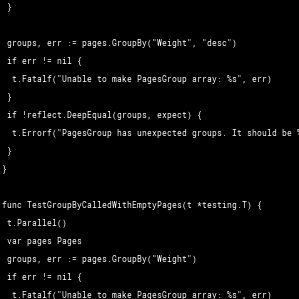 }
groups, err := pages.GroupBy("Weight", "desc")
if err != nil {
t.Fatalf("Unable to make PagesGroup array: %s", err)
}
if !reflect.DeepEqual(groups, expect) {
t.Errorf("PagesGroup has unexpected groups. It should be %
}
}
func TestGroupByCalledWithEmptyPages(t *testing.T) {
t.Parallel()
var pages Pages
groups, err := pages.GroupBy("Weight")
if err != nil {
t.Fatalf("Unable to make PagesGroup array: %s", err)